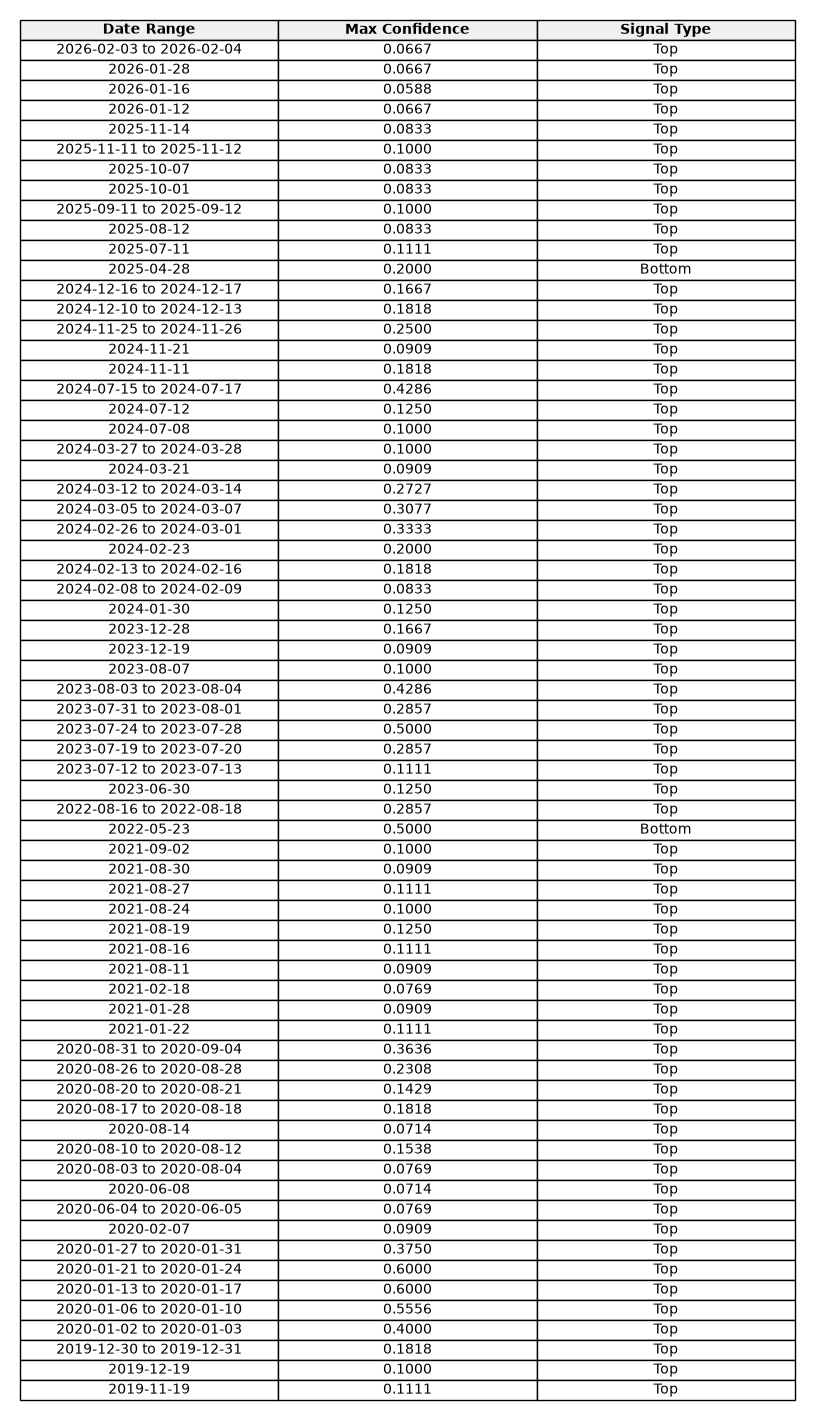 Date Range Max Confidence Signal Type
2026-02-03 to 2026-02-04 0.0667 Top
2026-01-28 0.0667 Top
2026-01-16 0.0588 Top
2026-01-12 0.0667 Top
2025-11-14 0.0833 Top
2025-11-11 to 2025-11-12 0.1000 Top
2025-10-07 0.0833 Top
2025-10-01 0.0833 Top
2025-09-11 to 2025-09-12 0.1000 Top
2025-08-12 0.0833 Top
2025-07-11 0.1111 Top
2025-04-28 0.2000 Bottom
2024-12-16 to 2024-12-17 0.1667 Top
2024-12-10 to 2024-12-13 0.1818 Top
2024-11-25 to 2024-11-26 0.2500 Top
2024-11-21 0.0909 Top
2024-11-11 0.1818 Top
2024-07-15 to 2024-07-17 0.4286 Top
2024-07-12 0.1250 Top
2024-07-08 0.1000 Top
2024-03-27 to 2024-03-28 0.1000 Top
2024-03-21 0.0909 Top
2024-03-12 to 2024-03-14 0.2727 Top
2024-03-05 to 2024-03-07 0.3077 Top
2024-02-26 to 2024-03-01 0.3333 Top
2024-02-23 0.2000 Top
2024-02-13 to 2024-02-16 0.1818 Top
2024-02-08 to 2024-02-09 0.0833 Top
2024-01-30 0.1250 Top
2023-12-28 0.1667 Top
2023-12-19 0.0909 Top
2023-08-07 0.1000 Top
2023-08-03 to 2023-08-04 0.4286 Top
2023-07-31 to 2023-08-01 0.2857 Top
2023-07-24 to 2023-07-28 0.5000 Top
2023-07-19 to 2023-07-20 0.2857 Top
2023-07-12 to 2023-07-13 0.1111 Top
2023-06-30 0.1250 Top
2022-08-16 to 2022-08-18 0.2857 Top
2022-05-23 0.5000 Bottom
2021-09-02 0.1000 Top
2021-08-30 0.0909 Top
2021-08-27 0.1111 Top
2021-08-24 0.1000 Top
2021-08-19 0.1250 Top
2021-08-16 0.1111 Top
2021-08-11 0.0909 Top
2021-02-18 0.0769 Top
2021-01-28 0.0909 Top
2021-01-22 0.1111 Top
2020-08-31 to 2020-09-04 0.3636 Top
2020-08-26 to 2020-08-28 0.2308 Top
2020-08-20 to 2020-08-21 0.1429 Top
2020-08-17 to 2020-08-18 0.1818 Top
2020-08-14 0.0714 Top
2020-08-10 to 2020-08-12 0.1538 Top
2020-08-03 to 2020-08-04 0.0769 Top
2020-06-08 0.0714 Top
2020-06-04 to 2020-06-05 0.0769 Top
2020-02-07 0.0909 Top
2020-01-27 to 2020-01-31 0.3750 Top
2020-01-21 to 2020-01-24 0.6000 Top
2020-01-13 to 2020-01-17 0.6000 Top
2020-01-06 to 2020-01-10 0.5556 Top
2020-01-02 to 2020-01-03 0.4000 Top
2019-12-30 to 2019-12-31 0.1818 Top
2019-12-19 0.1000 Top
2019-11-19 0.1111 Top